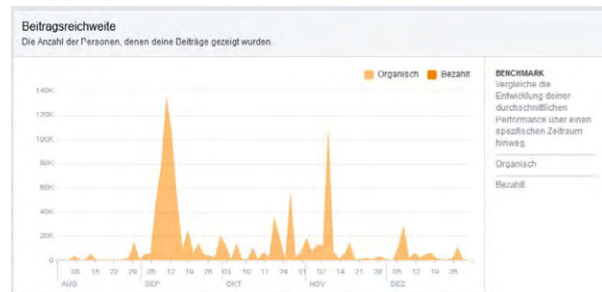 Beitragsreichweite
Die Anzahl der Personen, denen deine Beiträge gezeigt wurden.
Organisch Bezahlt
140K
120K
100K
80K
60K
40K
20K
0
08 15 22 29 05 12 19 26 03 10 17 24 31 07 14 21 28 05 12 19 26
AUG SEP OKT NOV DEZ
BENCHMARK
Vergleiche die
Entwicklung deiner
durchschnittlichen
Performance über einen
spezifischen Zeitraum
hinweg.
Organisch
Bezahlt